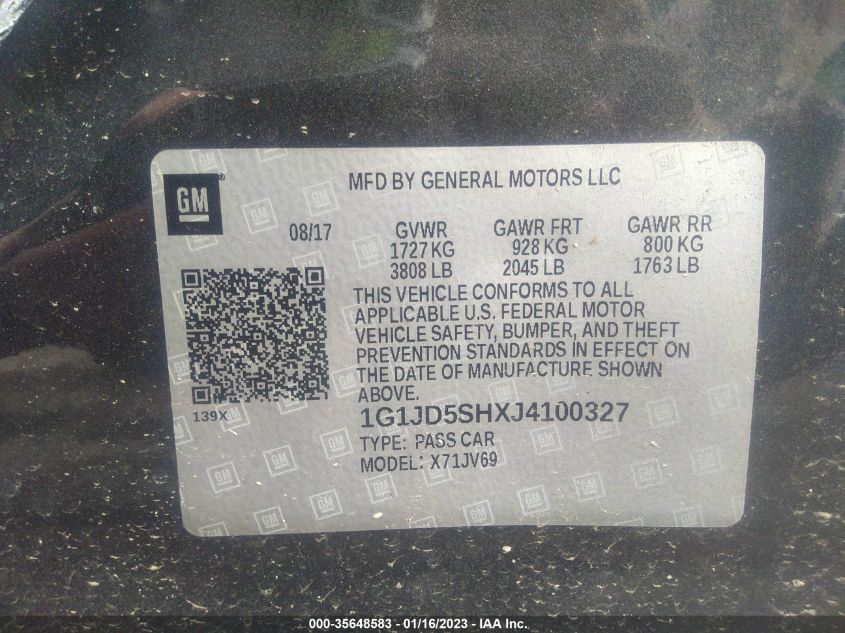 GM
MFD BY GENERAL MOTORS LLC
08/17 GVWR GAWR FRT GAWR RR
1727 KG 928 KG 800 KG
3808 LB 2045 LB 1763 LB
THIS VEHICLE CONFORMS TO ALL
APPLICABLE U.S. FEDERAL MOTOR
VEHICLE SAFETY, BUMPER, AND THEFT
PREVENTION STANDARDS IN EFFECT ON
THE DATE OF MANUFACTURE SHOWN
ABOVE.
139X
1G1JD5SHXJ4100327
TYPE: PASS CAR
MODEL: X71JV69
000-35648583 - 01/16/2023 - IAA Inc.